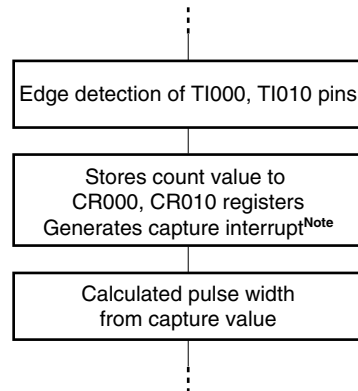 Edge detection of TI000, TI010 pins
Stores count value to
CR000, CR010 registers
Generates capture interruptNote
Calculated pulse width
from capture value